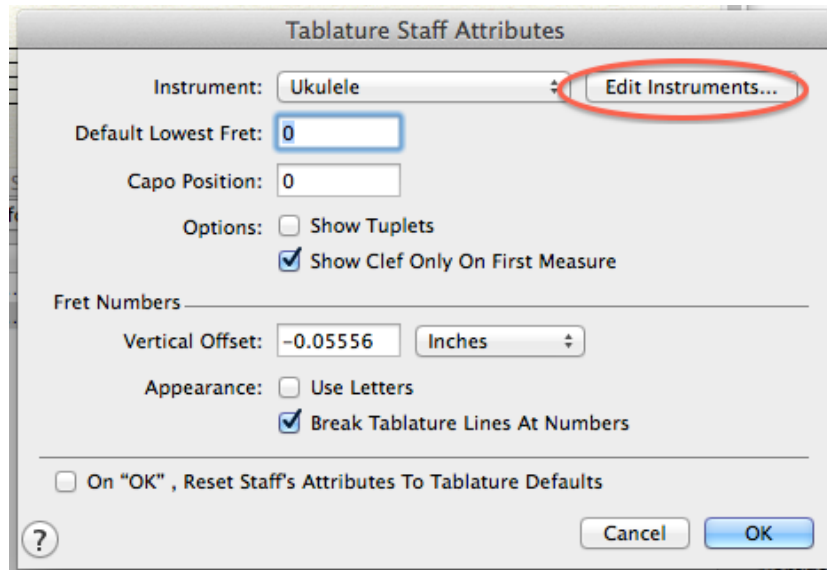 Tablature Staff Attributes
Instrument: Ukulele Edit Instruments...
Default Lowest Fret: 0
Capo Position: 0
Options: Show Tuplets
Show Clef Only On First Measure
Fret Numbers
Vertical Offset: -0.05556 Inches
Appearance: Use Letters
Break Tablature Lines At Numbers
On “OK” , Reset Staff's Attributes To Tablature Defaults
? Cancel OK